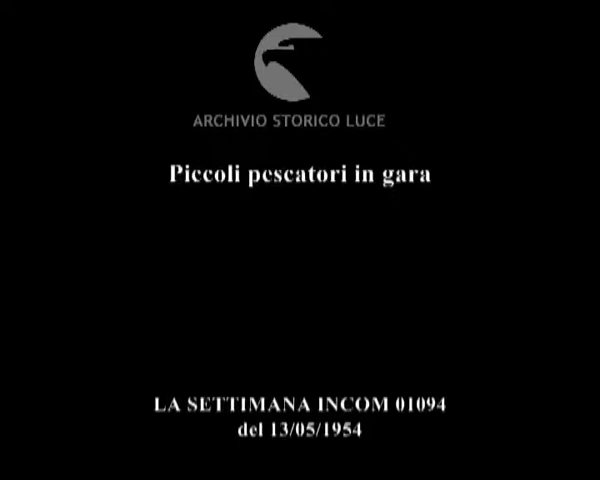 ARCHIVIO STORICO LUCE
Piccoli pescatori in gara
LA SETTIMANA INCOM 01094
del 13/05/1954